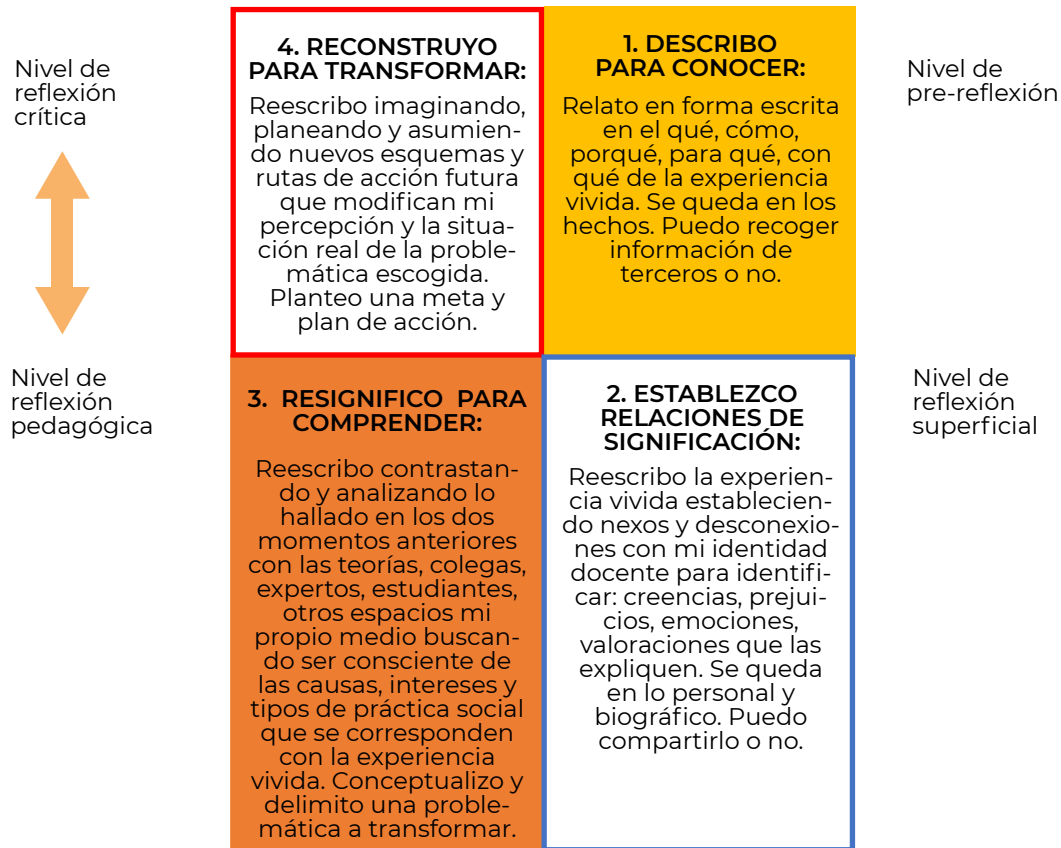 Nivel de
reflexión
crítica
4. RECONSTRUYO
PARA TRANSFORMAR:
Reescribo imaginando,
planeando y asumien-
do nuevos esquemas y
rutas de acción futura
que modifican mi
percepción y la situa-
ción real de la proble-
mática escogida.
Planteo una meta y
plan de acción.
1. DESCRIBO
PARA CONOCER:
Relato en forma escrita
en el qué, cómo,
porqué, para qué, con
qué de la experiencia
vivida. Se queda en los
hechos. Puedo recoger
información de
terceros o no.
Nivel de
pre-reflexión
Nivel de
reflexión
pedagógica
3. RESIGNIFICO PARA
COMPRENDER:
Reescribo contrastan-
do y analizando lo
hallado en los dos
momentos anteriores
con las teorías, colegas,
expertos, estudiantes,
otros espacios mi
propio medio buscan-
do ser consciente de
las causas, intereses y
tipos de práctica social
que se corresponden
con la experiencia
vivida. Conceptualizo y
delimito una proble-
mática a transformar.
2. ESTABLEZCO
RELACIONES DE
SIGNIFICACIÓN:
Reescribo la experien-
cia vivida establecien-
do nexos y desconexio-
nes con mi identidad
docente para identifi-
car: creencias, prejui-
cios, emociones,
valoraciones que las
expliquen. Se queda
en lo personal y
biográfico. Puedo
compartirlo o no.
Nivel de
reflexión
superficial